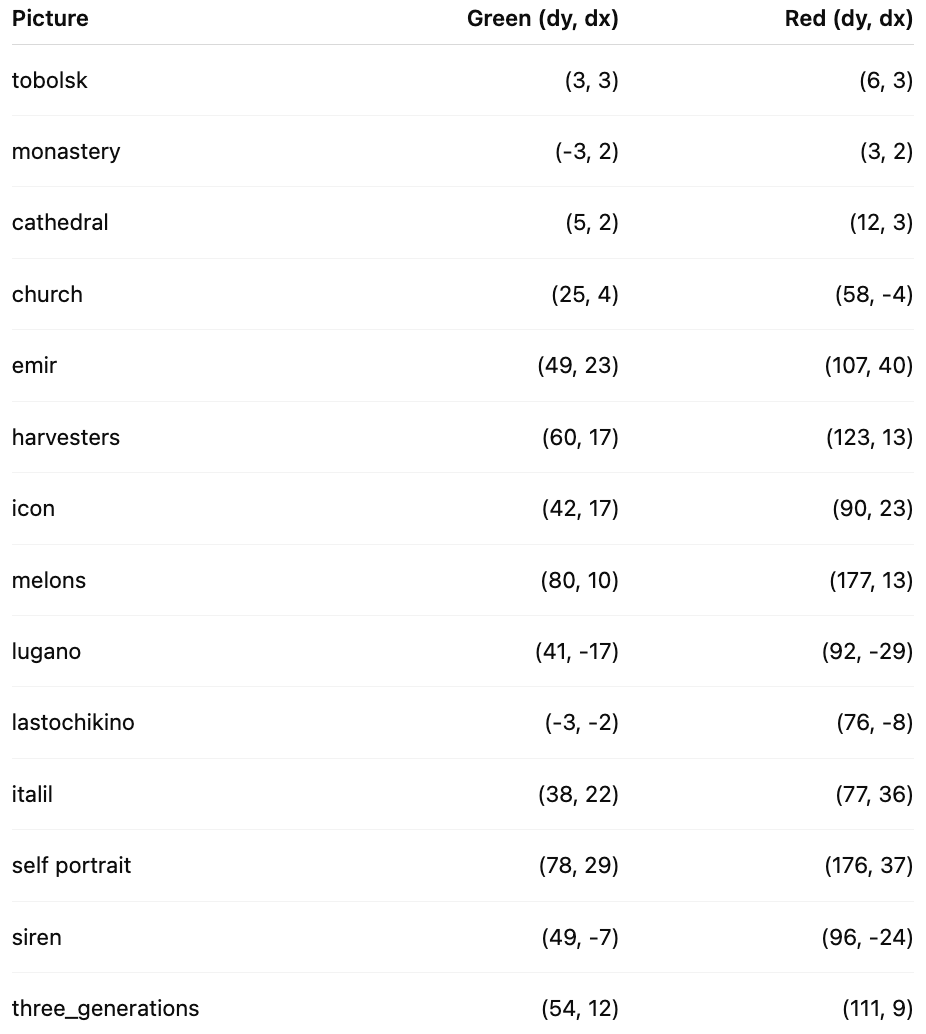 Picture Green (dy, dx) Red (dy, dx)
tobolsk (3, 3) (6, 3)
monastery (-3, 2) (3, 2)
cathedral (5, 2) (12, 3)
church (25, 4) (58, -4)
emir (49, 23) (107, 40)
harvesters (60, 17) (123, 13)
icon (42, 17) (90, 23)
melons (80, 10) (177, 13)
lugano (41, -17) (92, -29)
lastochikino (-3, -2) (76, -8)
italil (38, 22) (77, 36)
self portrait (78, 29) (176, 37)
siren (49, -7) (96, -24)
three_generations (54, 12) (111, 9)